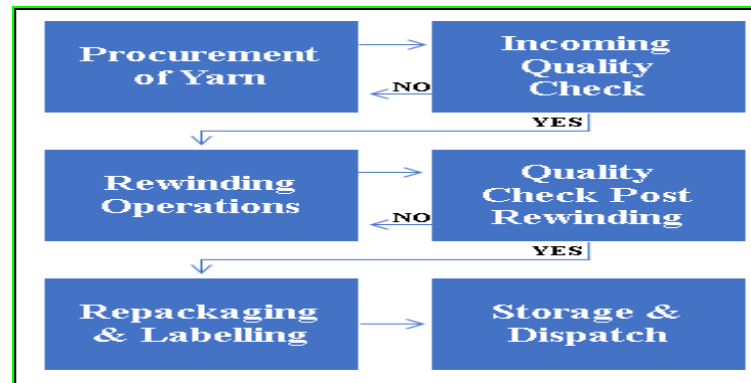 Procurement
of Yarn
Incoming
Quality
Check
NO
YES
Rewinding
Operations
Quality
Check Post
Rewinding
NO
YES
Repackaging
& Labelling
Storage &
Dispatch